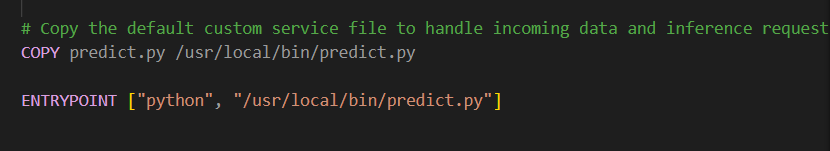 # Copy the default custom service file to handle incoming data and inference request
COPY predict.py /usr/local/bin/predict.py
ENTRYPOINT ["python", "/usr/local/bin/predict.py"]